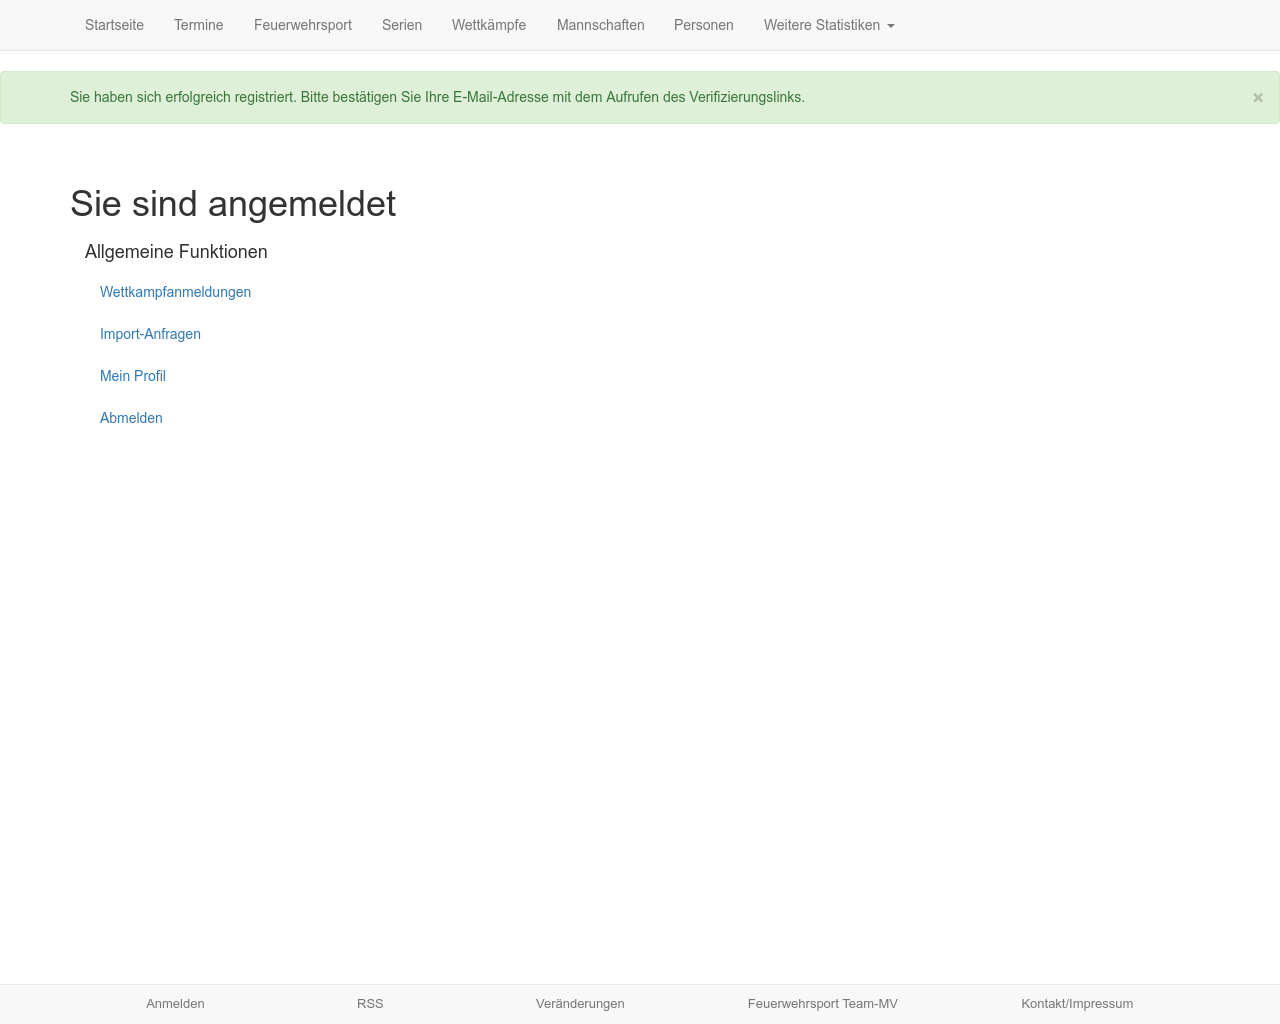 Startseite Termine Feuerwehrsport Serien Wettkämpfe Mannschaften Personen Weitere Statistiken
Sie haben sich erfolgreich registriert. Bitte bestätigen Sie Ihre E-Mail-Adresse mit dem Aufrufen des Verifizierungslinks. ×
Sie sind angemeldet
Allgemeine Funktionen
Wettkampfanmeldungen
Import-Anfragen
Mein Profil
Abmelden
Anmelden RSS Veränderungen Feuerwehrsport Team-MV Kontakt/Impressum